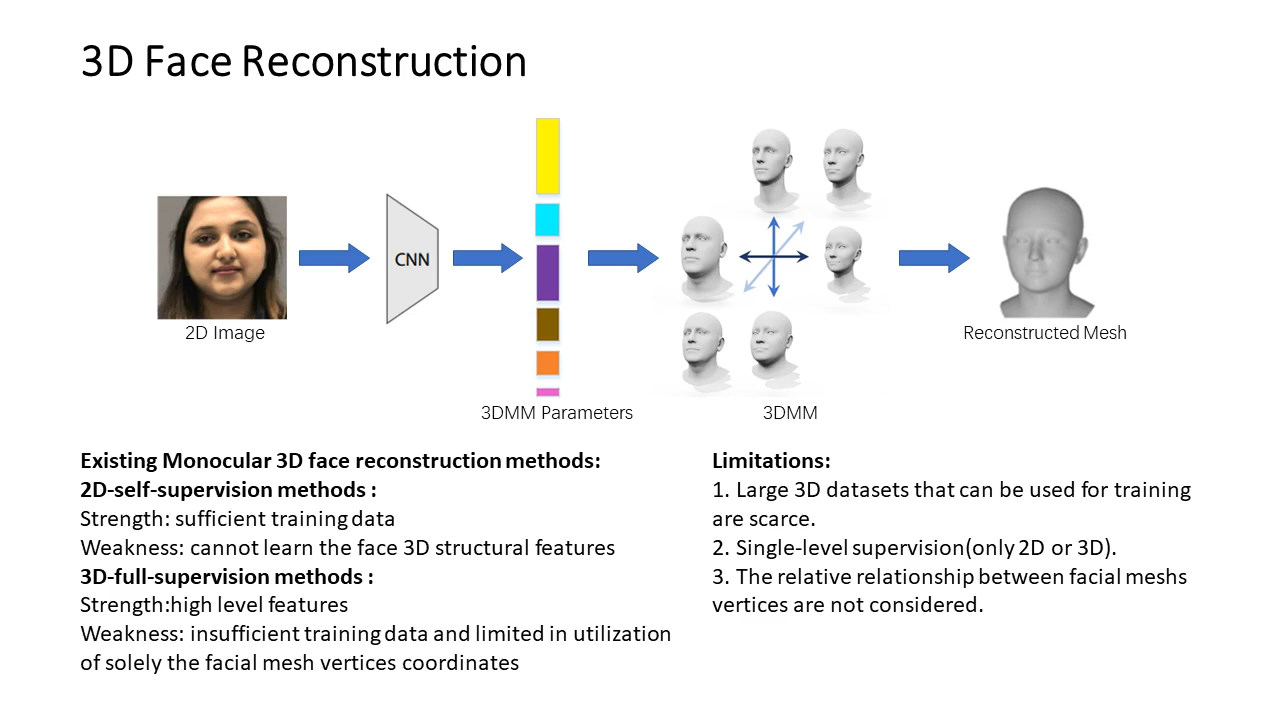 3D Face Reconstruction
CNN
2D Image
Reconstructed Mesh
3DMM Parameters
3DMM
Existing Monocular 3D face reconstruction methods:
2D-self-supervision methods :
Strength: sufficient training data
Weakness: cannot learn the face 3D structural features
3D-full-supervision methods :
Strength:high level features
Weakness: insufficient training data and limited in utilization
of solely the facial mesh vertices coordinates
Limitations:
1. Large 3D datasets that can be used for training
are scarce.
2. Single-level supervision(only 2D or 3D).
3. The relative relationship between facial meshs
vertices are not considered.